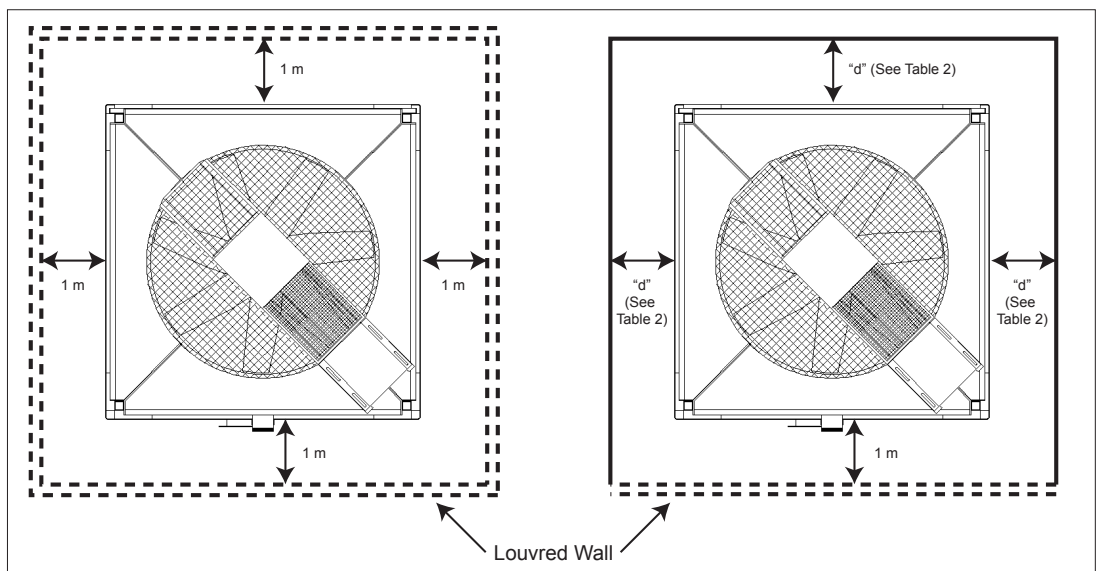 1 m
1 m
1 m
1 m
“d” (See Table 2)
“d”
(See
Table 2)
“d”
(See
Table 2)
1 m
Louvred Wall